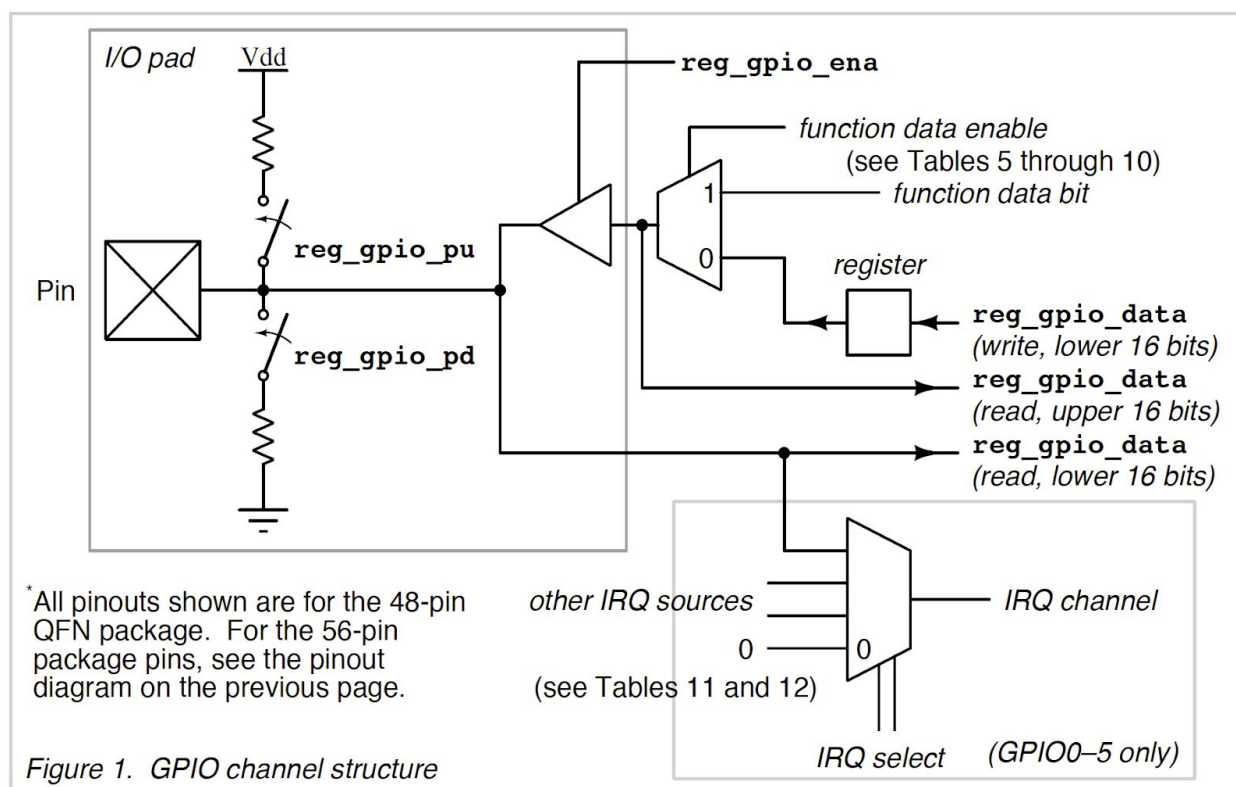 I/O pad
Vdd
reg_gpio_ena
function data enable
(see Tables 5 through 10)
1
function data bit
reg_gpio_pu
0
register
Pin
reg_gpio_data
(write, lower 16 bits)
reg_gpio_pd
reg_gpio_data
(read, upper 16 bits)
reg_gpio_data
(read, lower 16 bits)
*All pinouts shown are for the 48-pin
QFN package. For the 56-pin
package pins, see the pinout
diagram on the previous page.
other IRQ sources
IRQ channel
0
0
(see Tables 11 and 12)
IRQ select
(GPIO0–5 only)
Figure 1. GPIO channel structure